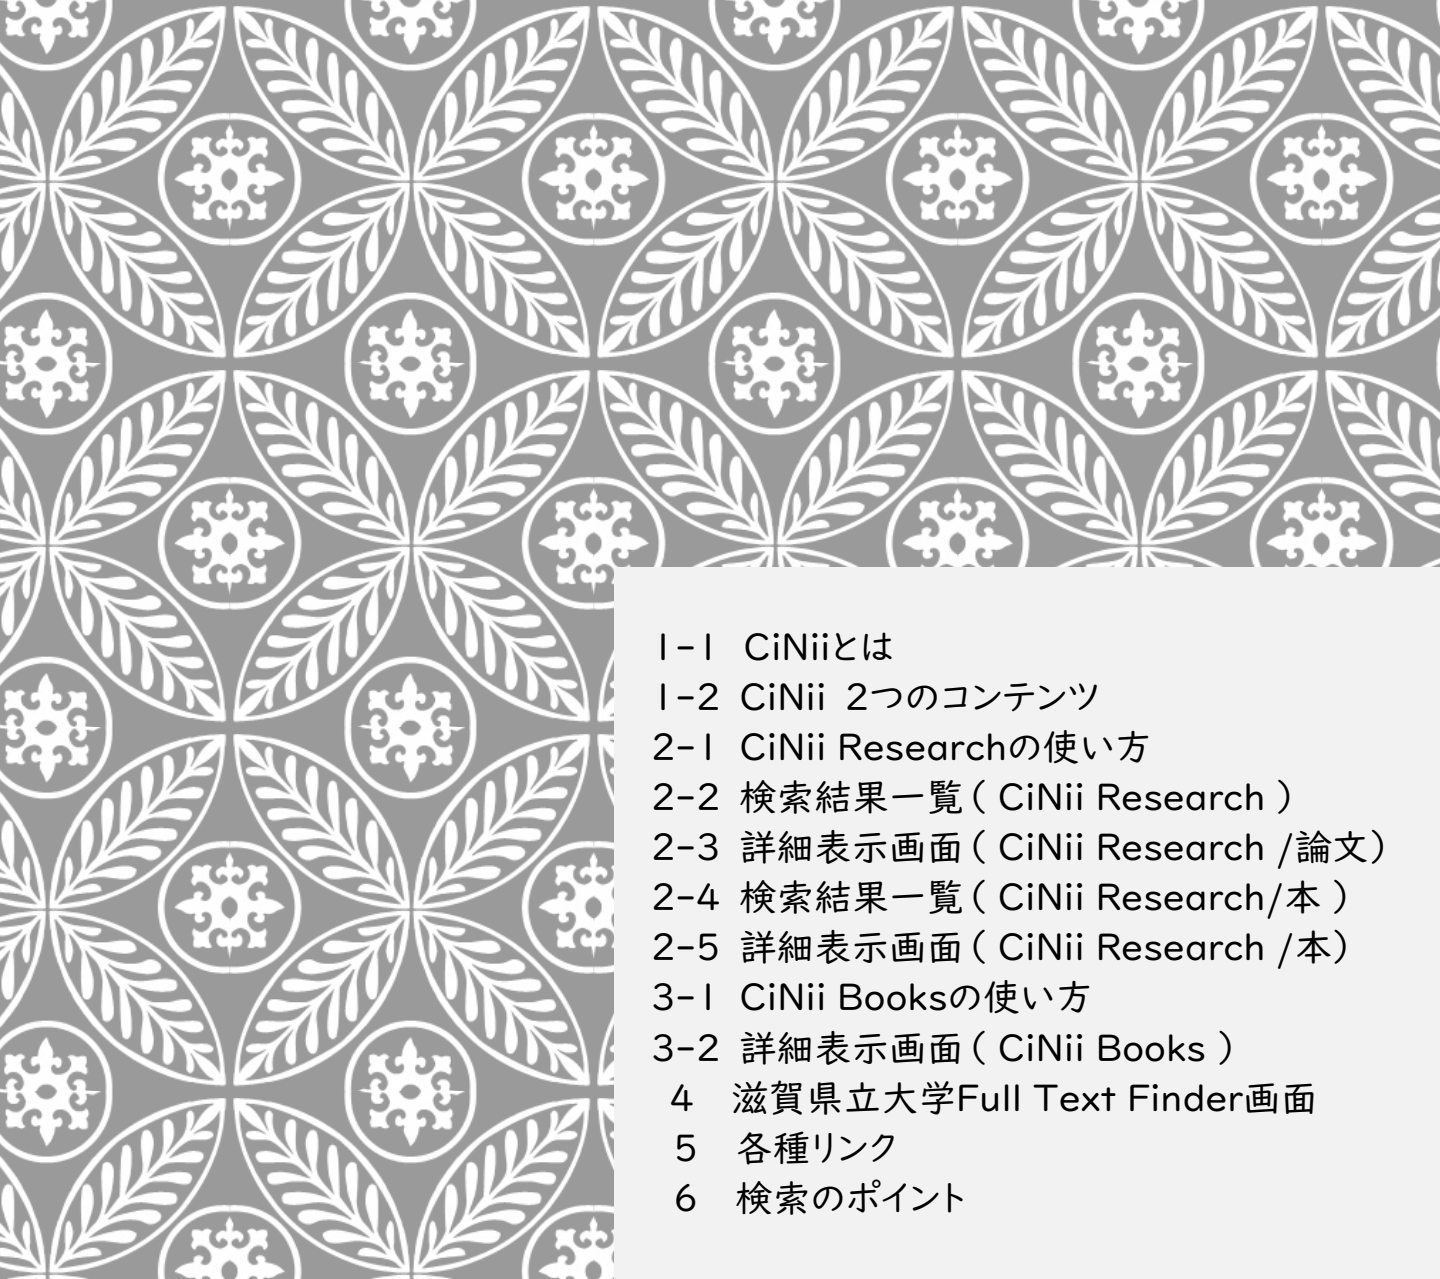 1-1 CiNiiとは
1-2 CiNii 2つのコンテンツ
2-1 CiNii Researchの使い方
2-2 検索結果一覧( CiNii Research )
2-3 詳細表示画面( CiNii Research /論文)
2-4 検索結果一覧( CiNii Research/本 )
2-5 詳細表示画面( CiNii Research /本)
3-1 CiNii Booksの使い方
3-2 詳細表示画面( CiNii Books )
4 滋賀県立大学Full Text Finder画面
5 各種リンク
6 検索のポイント